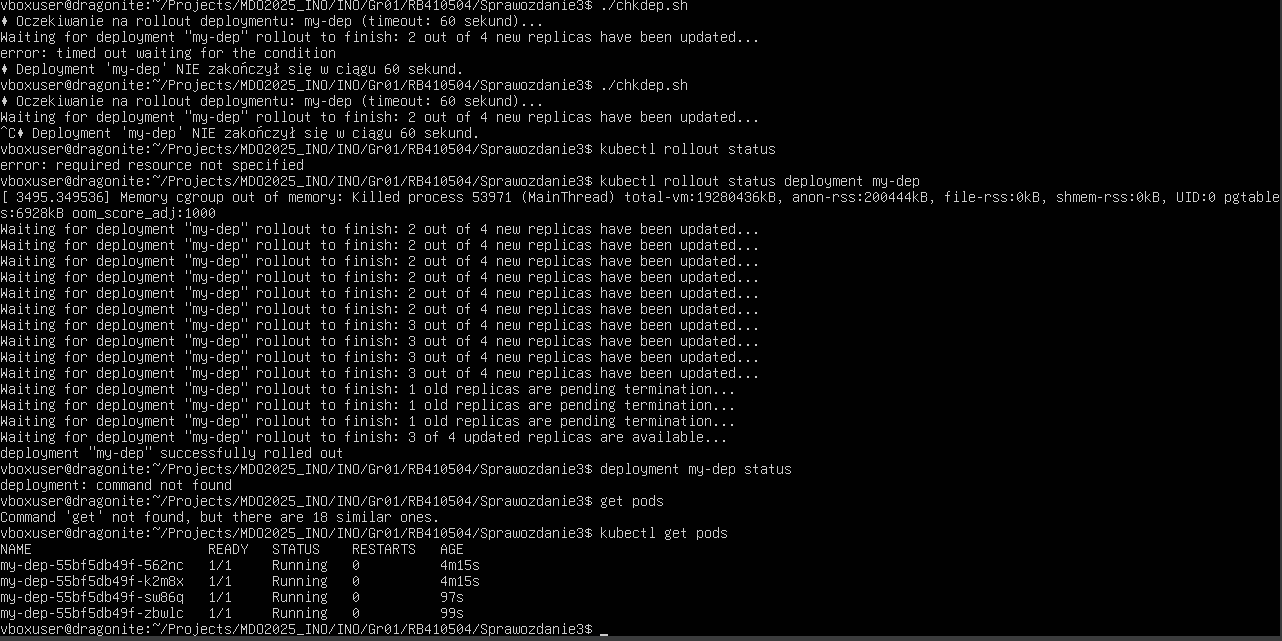 vboxuser@dragonite:~/Projects/MDO2025_INO/INO/Gr01/RB410504/Sprawozdanie3$ ./chkdep.sh
♦ Oczekiwanie na rollout deploymentu: my-dep (timeout: 60 sekund)...
Waiting for deployment "my-dep" rollout to finish: 2 out of 4 new replicas have been updated...
error: timed out waiting for the condition
♦ Deployment 'my-dep' NIE zakończył się w ciągu 60 sekund.
vboxuser@dragonite:~/Projects/MDO2025_INO/INO/Gr01/RB410504/Sprawozdanie3$ ./chkdep.sh
♦ Oczekiwanie na rollout deploymentu: my-dep (timeout: 60 sekund)...
Waiting for deployment "my-dep" rollout to finish: 2 out of 4 new replicas have been updated...
^C♦ Deployment 'my-dep' NIE zakończył się w ciągu 60 sekund.
vboxuser@dragonite:~/Projects/MDO2025_INO/INO/Gr01/RB410504/Sprawozdanie3$ kubectl rollout status
error: required resource not specified
vboxuser@dragonite:~/Projects/MDO2025_INO/INO/Gr01/RB410504/Sprawozdanie3$ kubectl rollout status deployment my-dep
[ 3495.349536] Memory cgroup out of memory: Killed process 53971 (MainThread) total-vm:19280436kB, anon-rss:200444kB, file-rss:0kB, shmem-rss:0kB, UID:0 pgtable
s:6928kB oom_score_adj:1000
Waiting for deployment "my-dep" rollout to finish: 2 out of 4 new replicas have been updated...
Waiting for deployment "my-dep" rollout to finish: 2 out of 4 new replicas have been updated...
Waiting for deployment "my-dep" rollout to finish: 2 out of 4 new replicas have been updated...
Waiting for deployment "my-dep" rollout to finish: 2 out of 4 new replicas have been updated...
Waiting for deployment "my-dep" rollout to finish: 2 out of 4 new replicas have been updated...
Waiting for deployment "my-dep" rollout to finish: 2 out of 4 new replicas have been updated...
Waiting for deployment "my-dep" rollout to finish: 3 out of 4 new replicas have been updated...
Waiting for deployment "my-dep" rollout to finish: 3 out of 4 new replicas have been updated...
Waiting for deployment "my-dep" rollout to finish: 3 out of 4 new replicas have been updated...
Waiting for deployment "my-dep" rollout to finish: 3 out of 4 new replicas have been updated...
Waiting for deployment "my-dep" rollout to finish: 1 old replicas are pending termination...
Waiting for deployment "my-dep" rollout to finish: 1 old replicas are pending termination...
Waiting for deployment "my-dep" rollout to finish: 1 old replicas are pending termination...
Waiting for deployment "my-dep" rollout to finish: 3 of 4 updated replicas are available...
deployment "my-dep" successfully rolled out
vboxuser@dragonite:~/Projects/MDO2025_INO/INO/Gr01/RB410504/Sprawozdanie3$ deployment my-dep status
deployment: command not found
vboxuser@dragonite:~/Projects/MDO2025_INO/INO/Gr01/RB410504/Sprawozdanie3$ get pods
Command 'get' not found, but there are 18 similar ones.
vboxuser@dragonite:~/Projects/MDO2025_INO/INO/Gr01/RB410504/Sprawozdanie3$ kubectl get pods
NAME READY STATUS RESTARTS AGE
my-dep-55bf5db49f-562nc 1/1 Running 0 4m15s
my-dep-55bf5db49f-k2m8x 1/1 Running 0 4m15s
my-dep-55bf5db49f-sw86q 1/1 Running 0 97s
my-dep-55bf5db49f-zbwlc 1/1 Running 0 99s
vboxuser@dragonite:~/Projects/MDO2025_INO/INO/Gr01/RB410504/Sprawozdanie3$ _